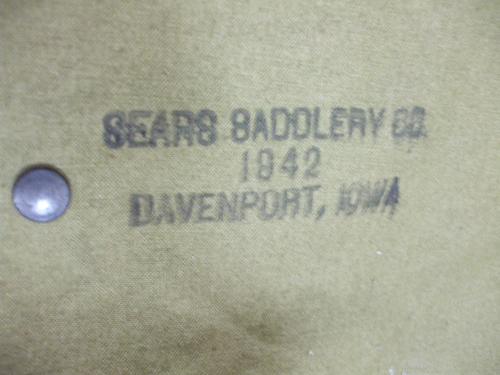 SEARS SADDLERY CO.
1942
DAVENPORT, IOWA